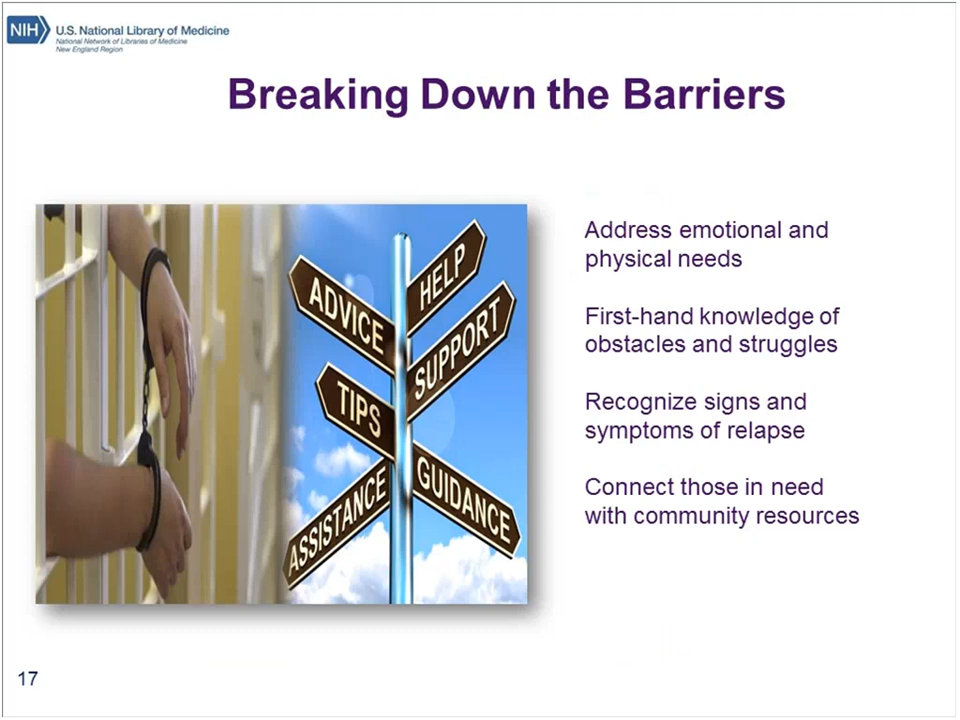 NIH
U.S. National Library of Medicine
National Network of Libraries of Medicine
New England Region
Breaking Down the Barriers
HELP
ADVICE
SUPPORT
TIPS
GUIDANCE
ASSISTANCE
Address emotional and
physical needs
First-hand knowledge of
obstacles and struggles
Recognize signs and
symptoms of relapse
Connect those in need
with community resources
17